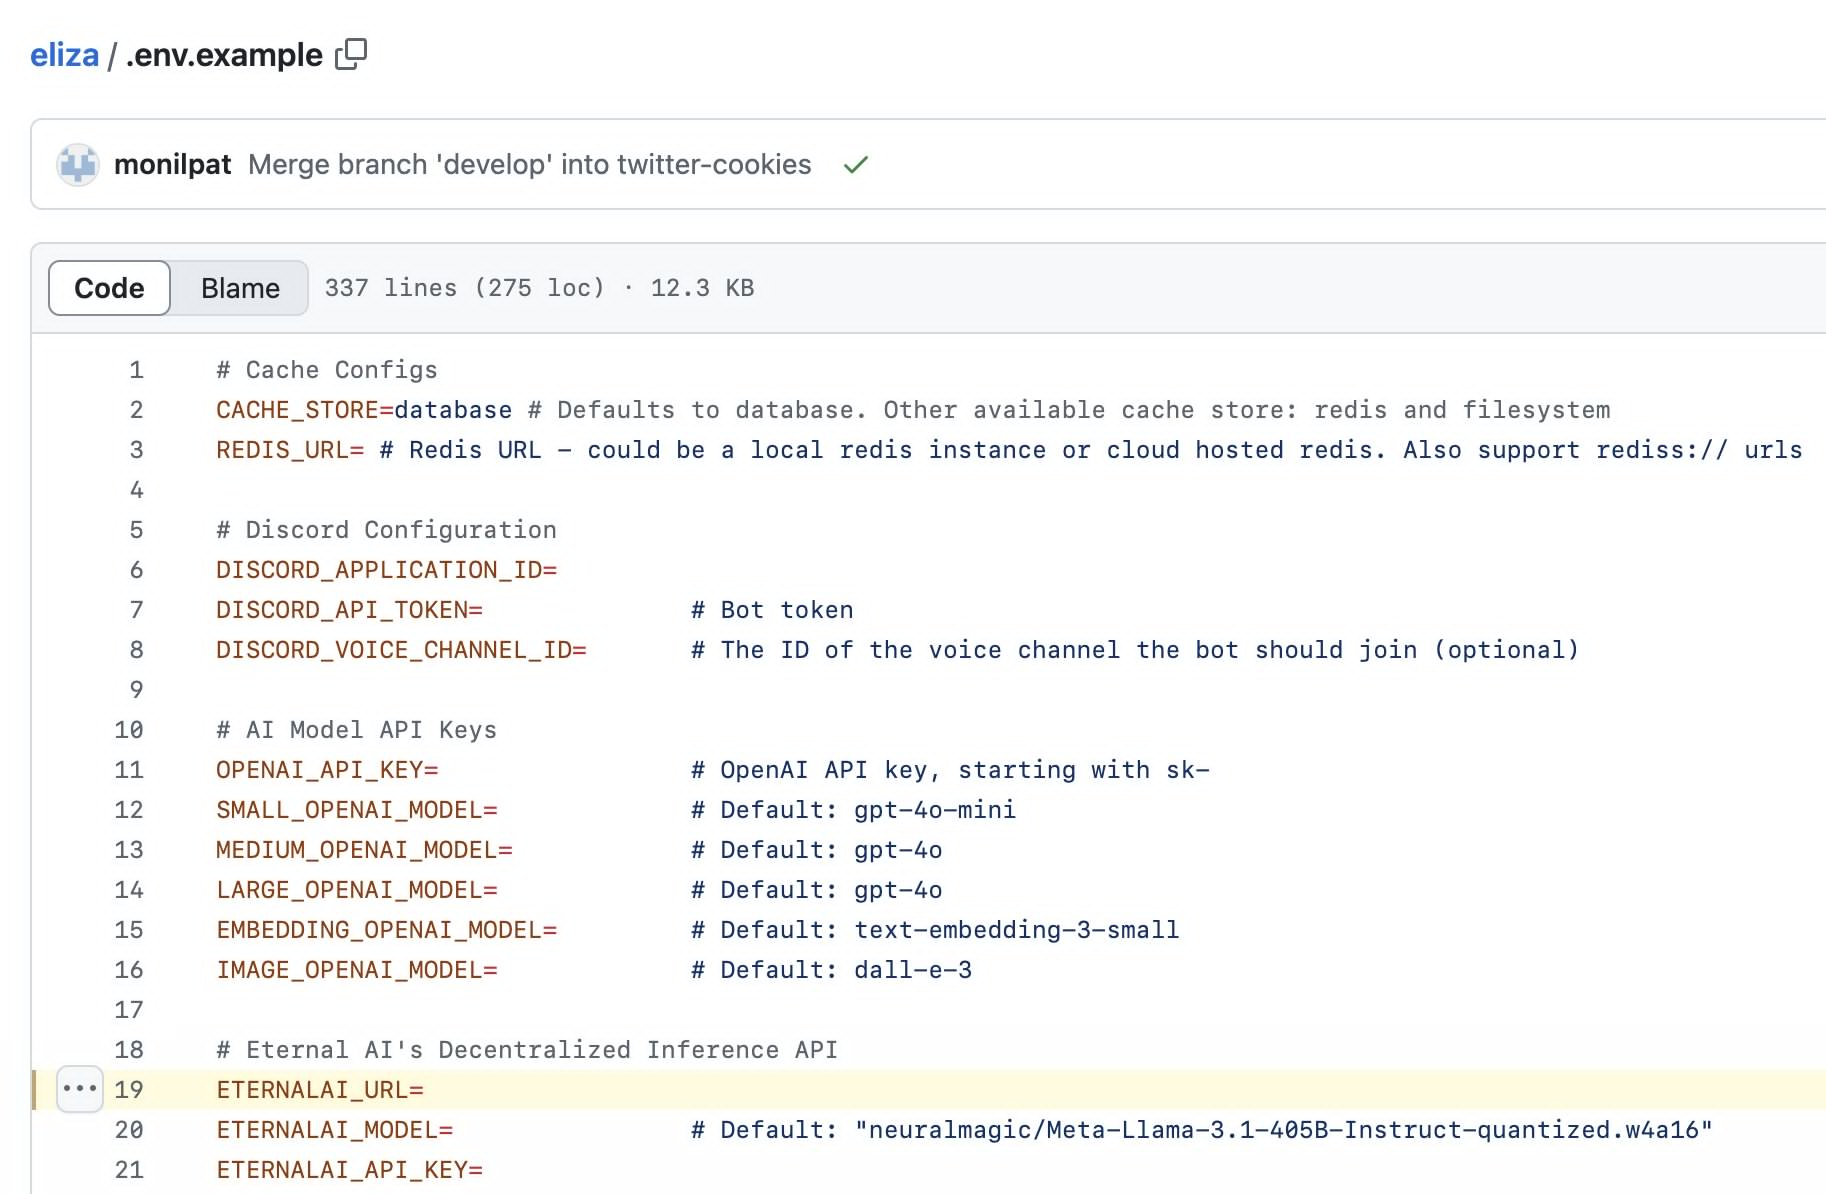 eliza / .env.example
monilpat Merge branch 'develop' into twitter-cookies
Code Blame 337 lines (275 loc) · 12.3 KB
1 # Cache Configs
2 CACHE_STORE=database # Defaults to database. Other available cache store: redis and filesystem
3 REDIS_URL= # Redis URL - could be a local redis instance or cloud hosted redis. Also support rediss:// urls
4
5 # Discord Configuration
6 DISCORD_APPLICATION_ID=
7 DISCORD_API_TOKEN= # Bot token
8 DISCORD_VOICE_CHANNEL_ID= # The ID of the voice channel the bot should join (optional)
9
10 # AI Model API Keys
11 OPENAI_API_KEY= # OpenAI API key, starting with sk-
12 SMALL_OPENAI_MODEL= # Default: gpt-4o-mini
13 MEDIUM_OPENAI_MODEL= # Default: gpt-4o
14 LARGE_OPENAI_MODEL= # Default: gpt-4o
15 EMBEDDING_OPENAI_MODEL= # Default: text-embedding-3-small
16 IMAGE_OPENAI_MODEL= # Default: dall-e-3
17
18 # Eternal AI's Decentralized Inference API
19 ETERNALAI_URL=
20 ETERNALAI_MODEL= # Default: "neuralmagic/Meta-Llama-3.1-405B-Instruct-quantized.w4a16"
21 ETERNALAI_API_KEY=